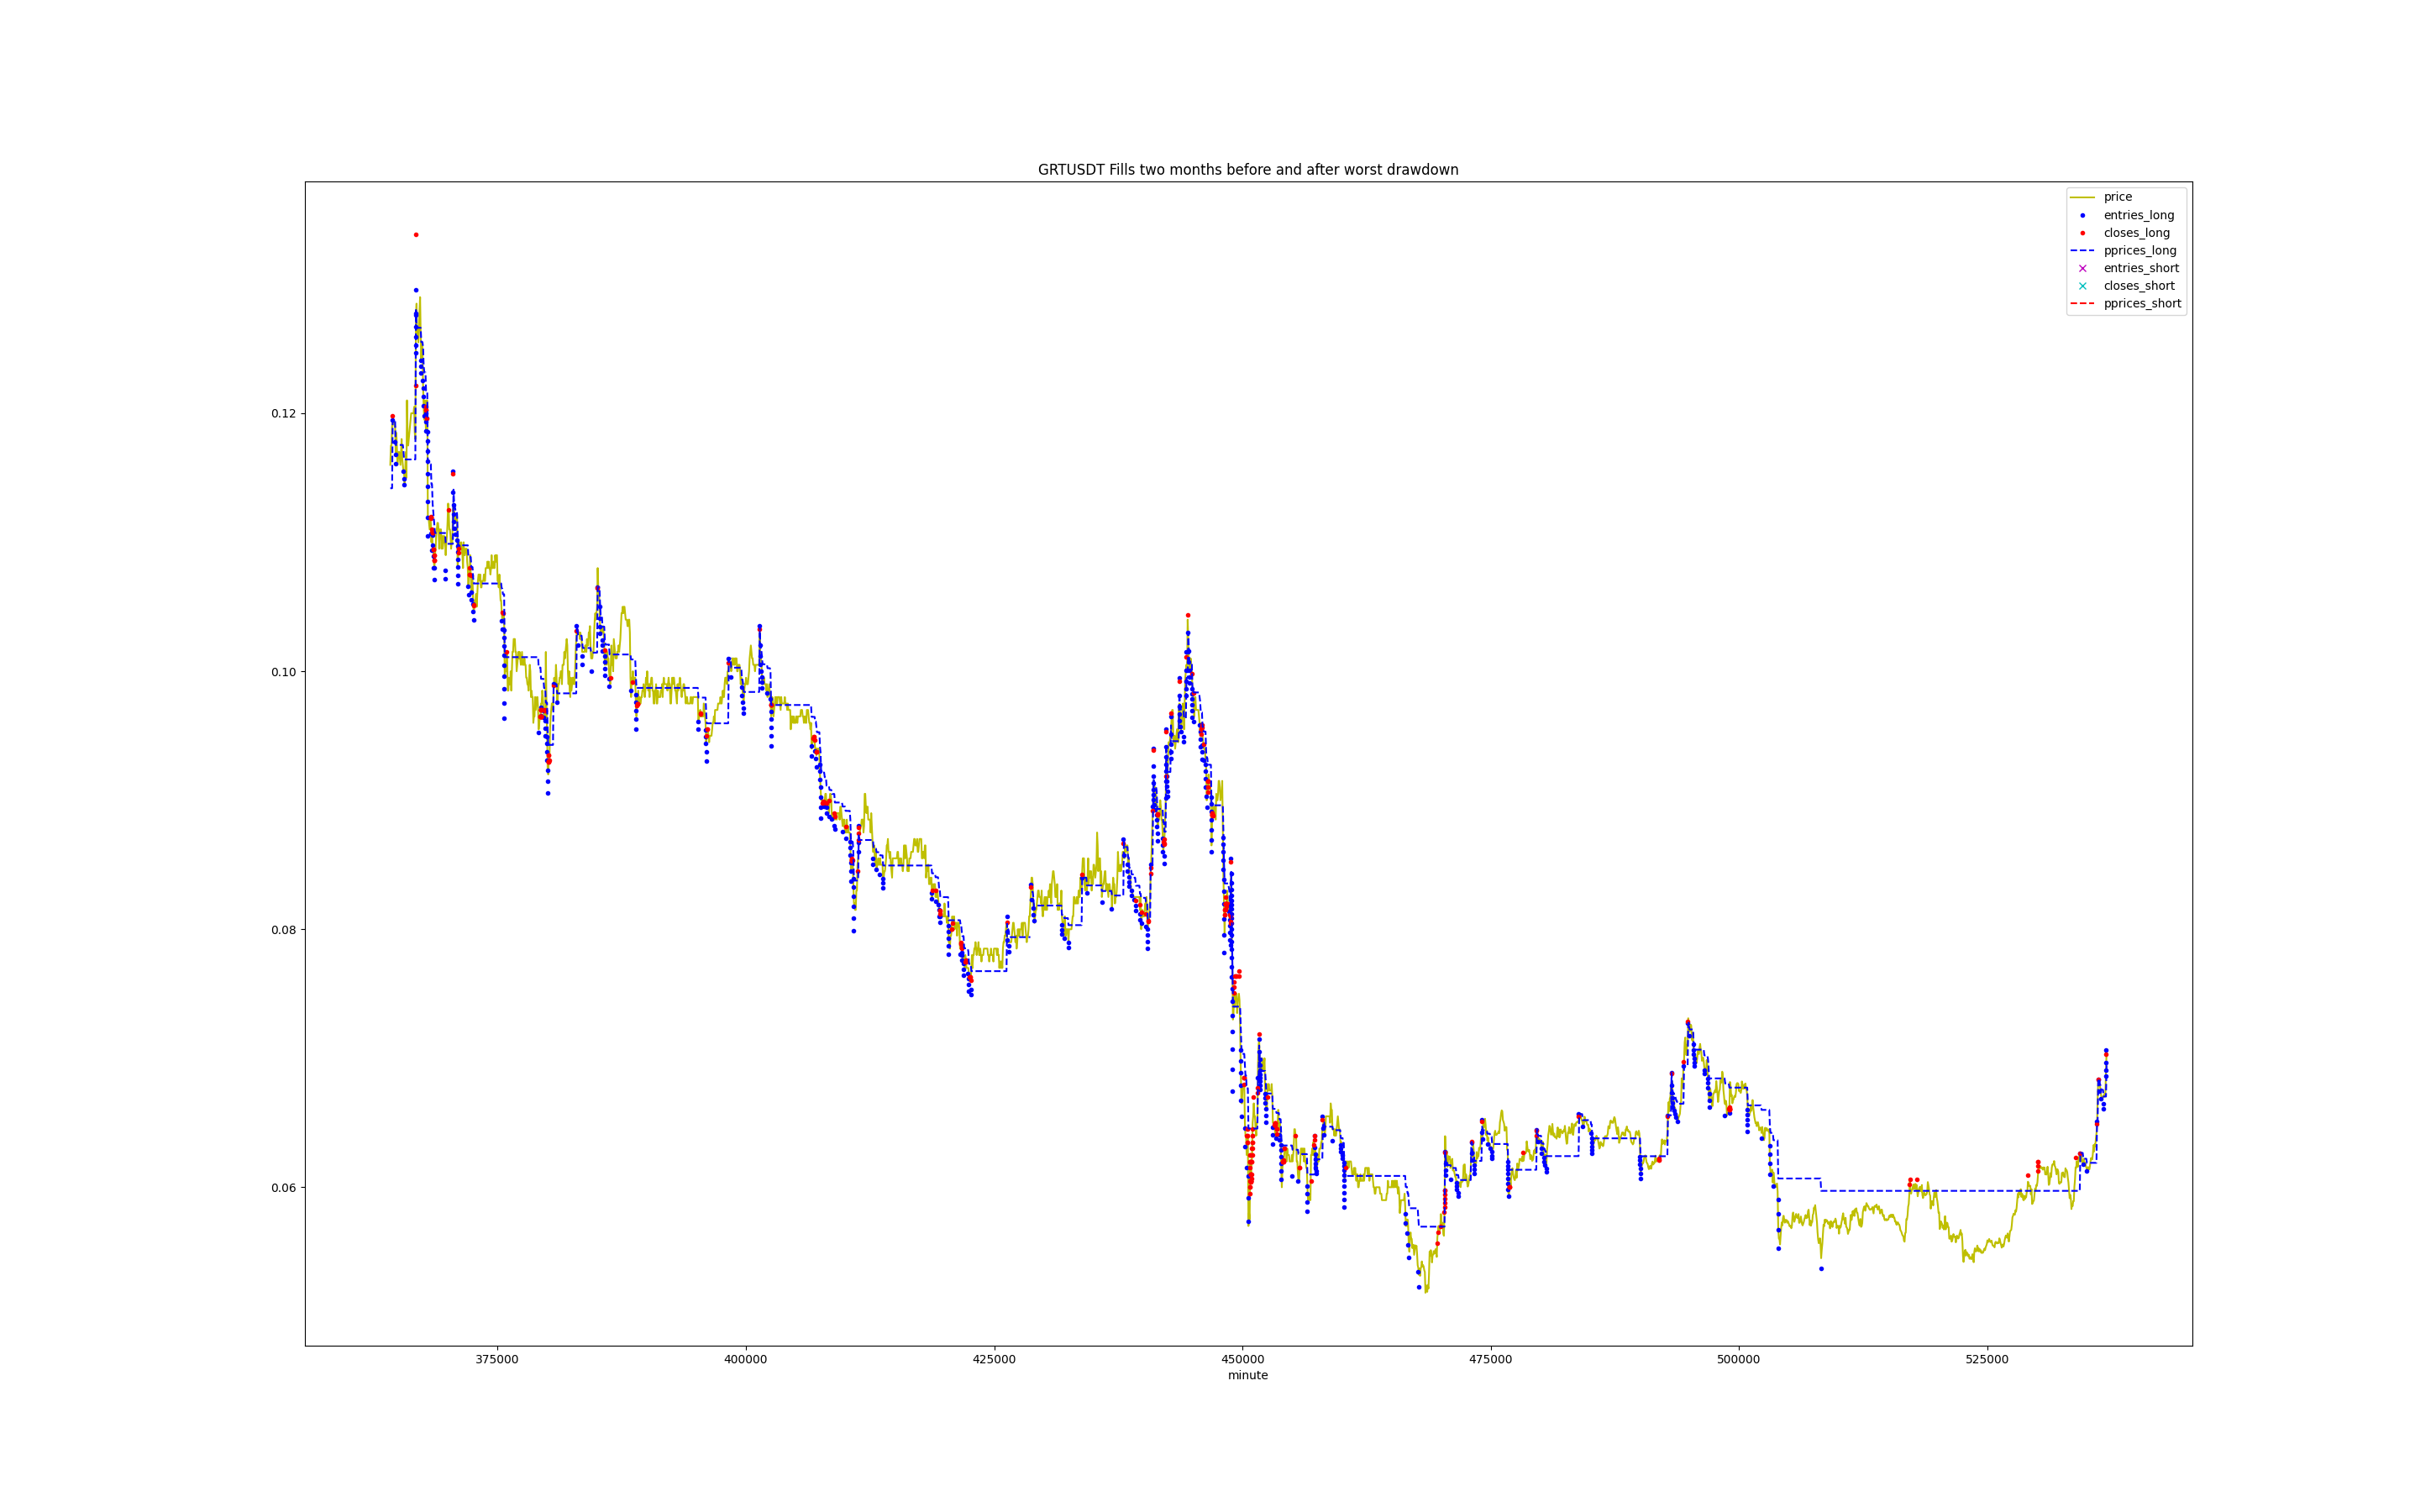 GRTUSDT Fills two months before and after worst drawdown
price
entries_long
closes_long
pprices_long
entries_short
closes_short
pprices_short
0.12
0.10
0.08
0.06
375000
400000
425000
450000
475000
500000
525000
minute